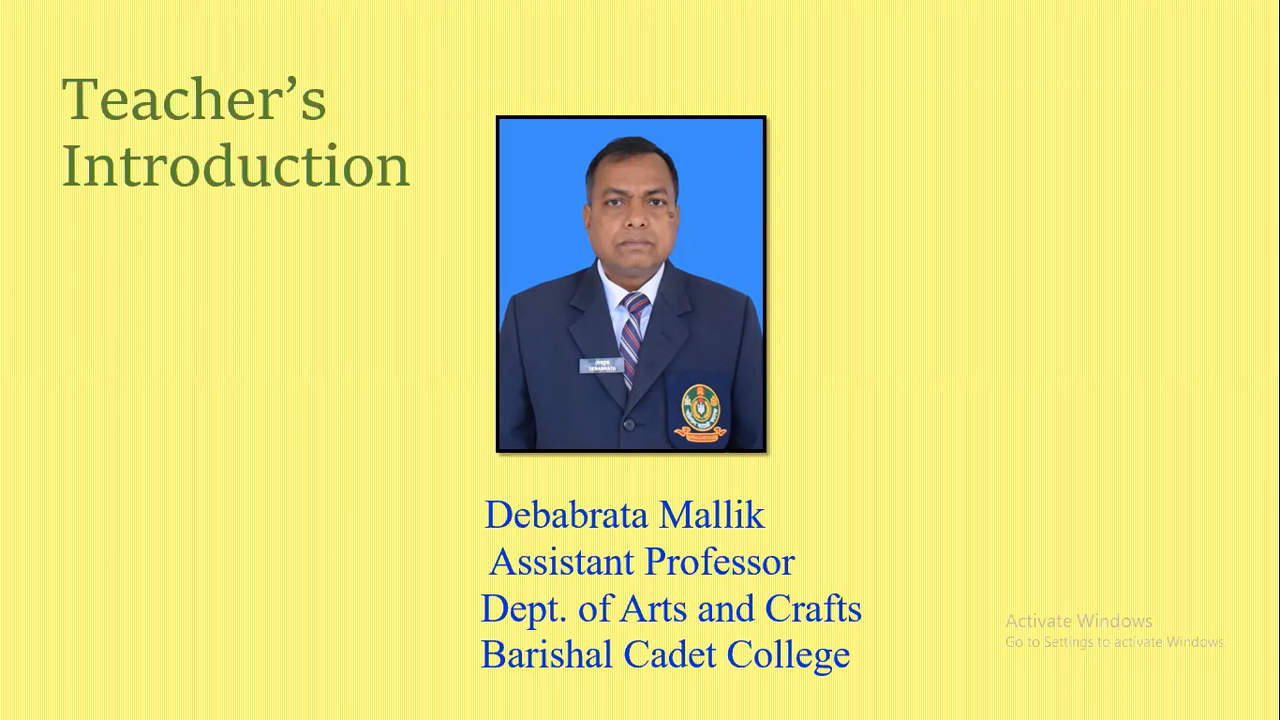 Teacher’s
Introduction
DEBABRATA
Debabrata Mallik
Assistant Professor
Dept. of Arts and Crafts
Barishal Cadet College
Activate Windows
Go to Settings to activate Windows.